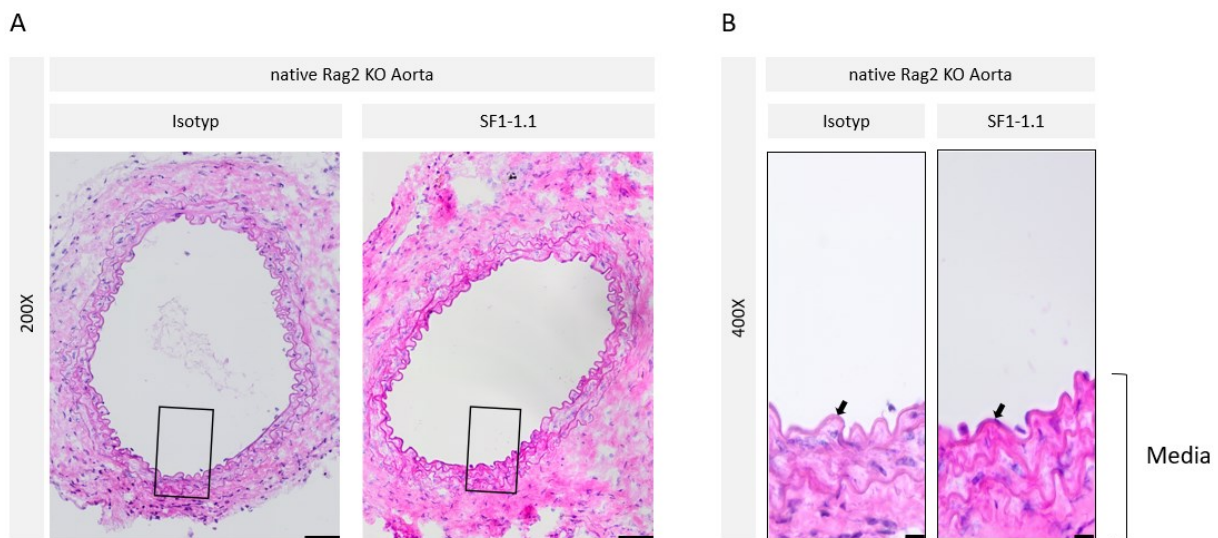 A
native Rag2 KO Aorta
Isotyp
SF1-1.1
200X
B
native Rag2 KO Aorta
Isotyp
SF1-1.1
400X
Media